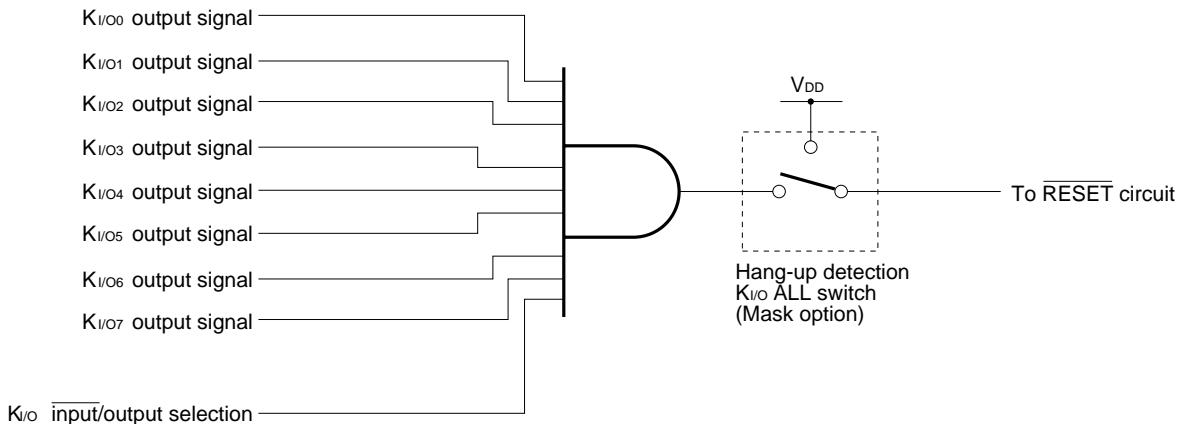 KI/O0 output signal
KI/O1 output signal
KI/O2 output signal
KI/O3 output signal
KI/O4 output signal
KI/O5 output signal
KI/O6 output signal
KI/O7 output signal
KI/O input/output selection
VDD
Hang-up detection
KI/O ALL switch
(Mask option)
To RESET circuit